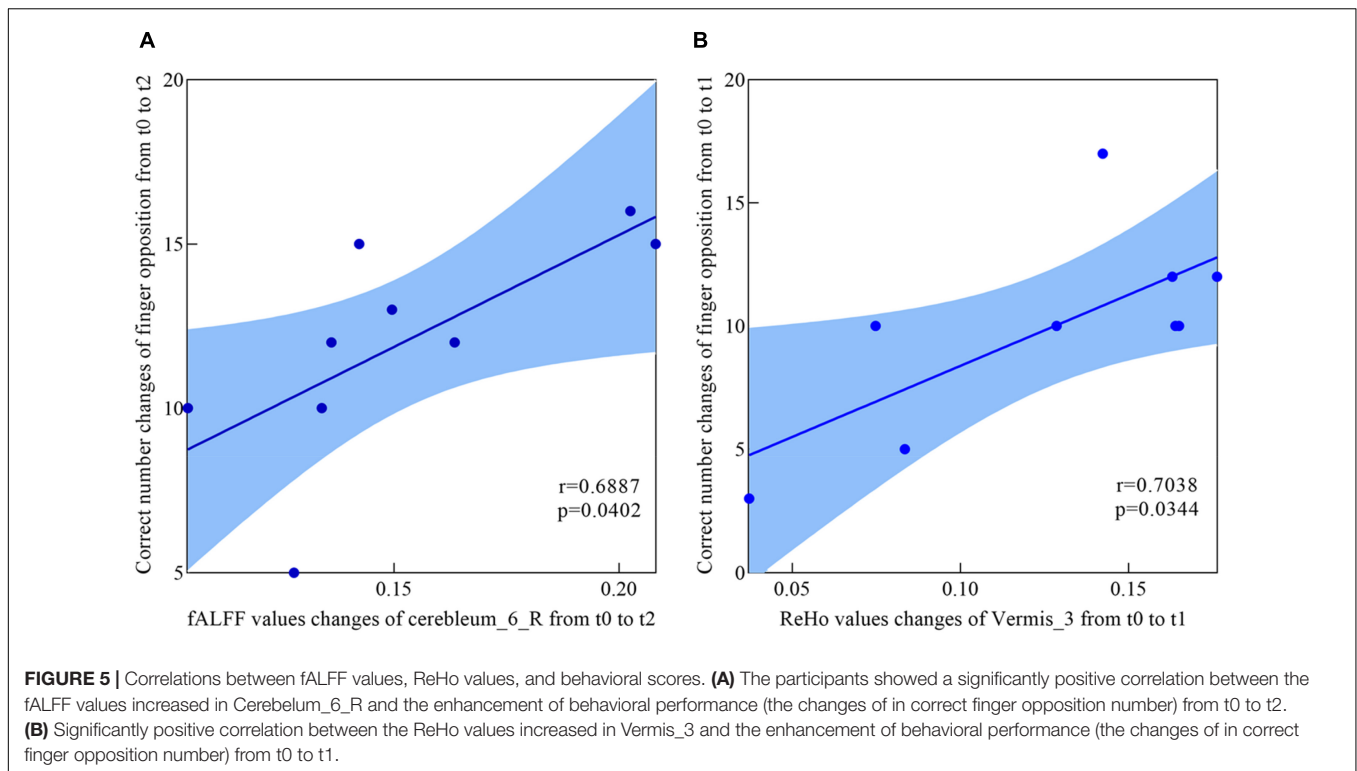 A
B
Correct number changes of finger opposition from t0 to t2
20
15
10
5
0.15
0.20
r=0.6887
p=0.0402
fALFF values changes of cerebleum_6_R from t0 to t2
Correct number changes of finger opposition from t0 to t1
20
15
10
5
0
0.05
0.10
0.15
r=0.7038
p=0.0344
ReHo values changes of Vermis_3 from t0 to t1
FIGURE 5 | Correlations between fALFF values, ReHo values, and behavioral scores. (A) The participants showed a significantly positive correlation between the
fALFF values increased in Cerebelum_6_R and the enhancement of behavioral performance (the changes of in correct finger opposition number) from t0 to t2.
(B) Significantly positive correlation between the ReHo values increased in Vermis_3 and the enhancement of behavioral performance (the changes of in correct
finger opposition number) from t0 to t1.